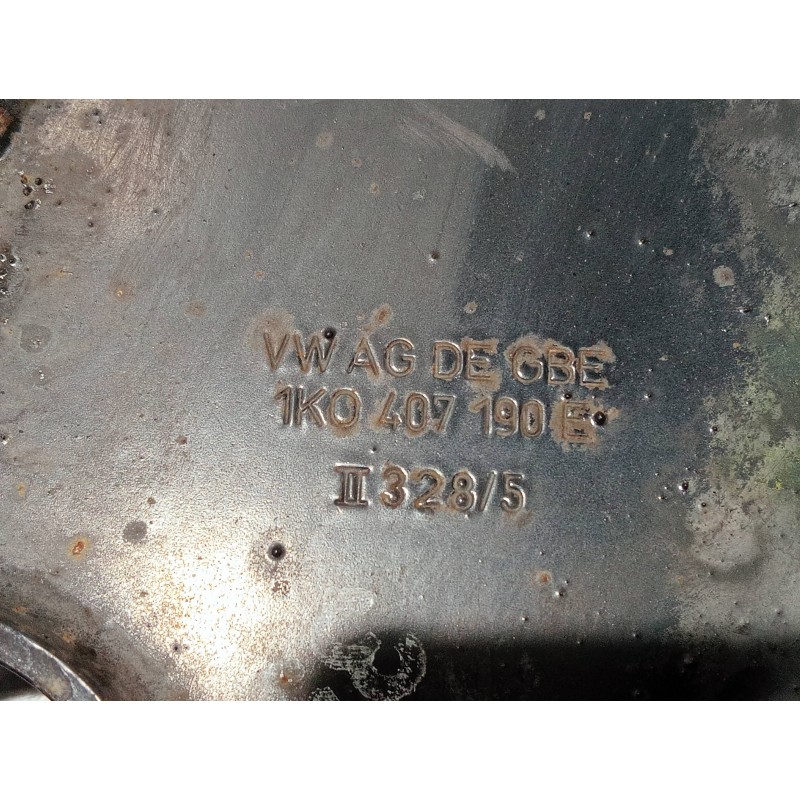 VW AG DE GBE
1K0 407 190 E
II 328/5